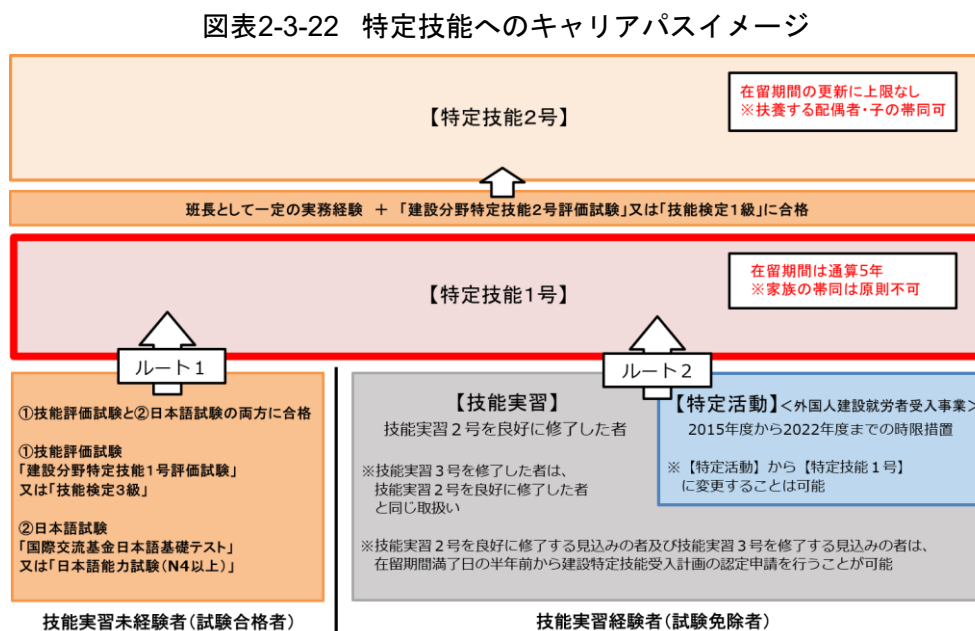 図表2-3-22 特定技能へのキャリアパスイメージ
【特定技能2号】
在留期間の更新に上限なし
※扶養する配偶者・子の帯同可
班長として一定の実務経験 + 「建設分野特定技能2号評価試験」又は「技能検定1級」に合格
【特定技能1号】
在留期間は通算5年
※家族の帯同は原則不可
ルート1
①技能評価試験と②日本語試験の両方に合格
①技能評価試験
「建設分野特定技能1号評価試験」
又は「技能検定3級」
②日本語試験
「国際交流基金日本語基礎テスト」
又は「日本語能力試験(N4以上)」
技能実習未経験者(試験合格者)
ルート2
【技能実習】
技能実習2号を良好に修了した者
※技能実習3号を修了した者は、
技能実習2号を良好に修了した者
と同じ取扱い
【特定活動】<外国人建設就労者受入事業>
2015年度から2022年度までの時限措置
※【特定活動】から【特定技能1号】
に変更することは可能
※技能実習2号を良好に修了する見込みの者及び技能実習3号を修了する見込みの者は、
在留期間満了日の半年前から建設特定技能受入計画の認定申請を行うことが可能
技能実習経験者(試験免除者)